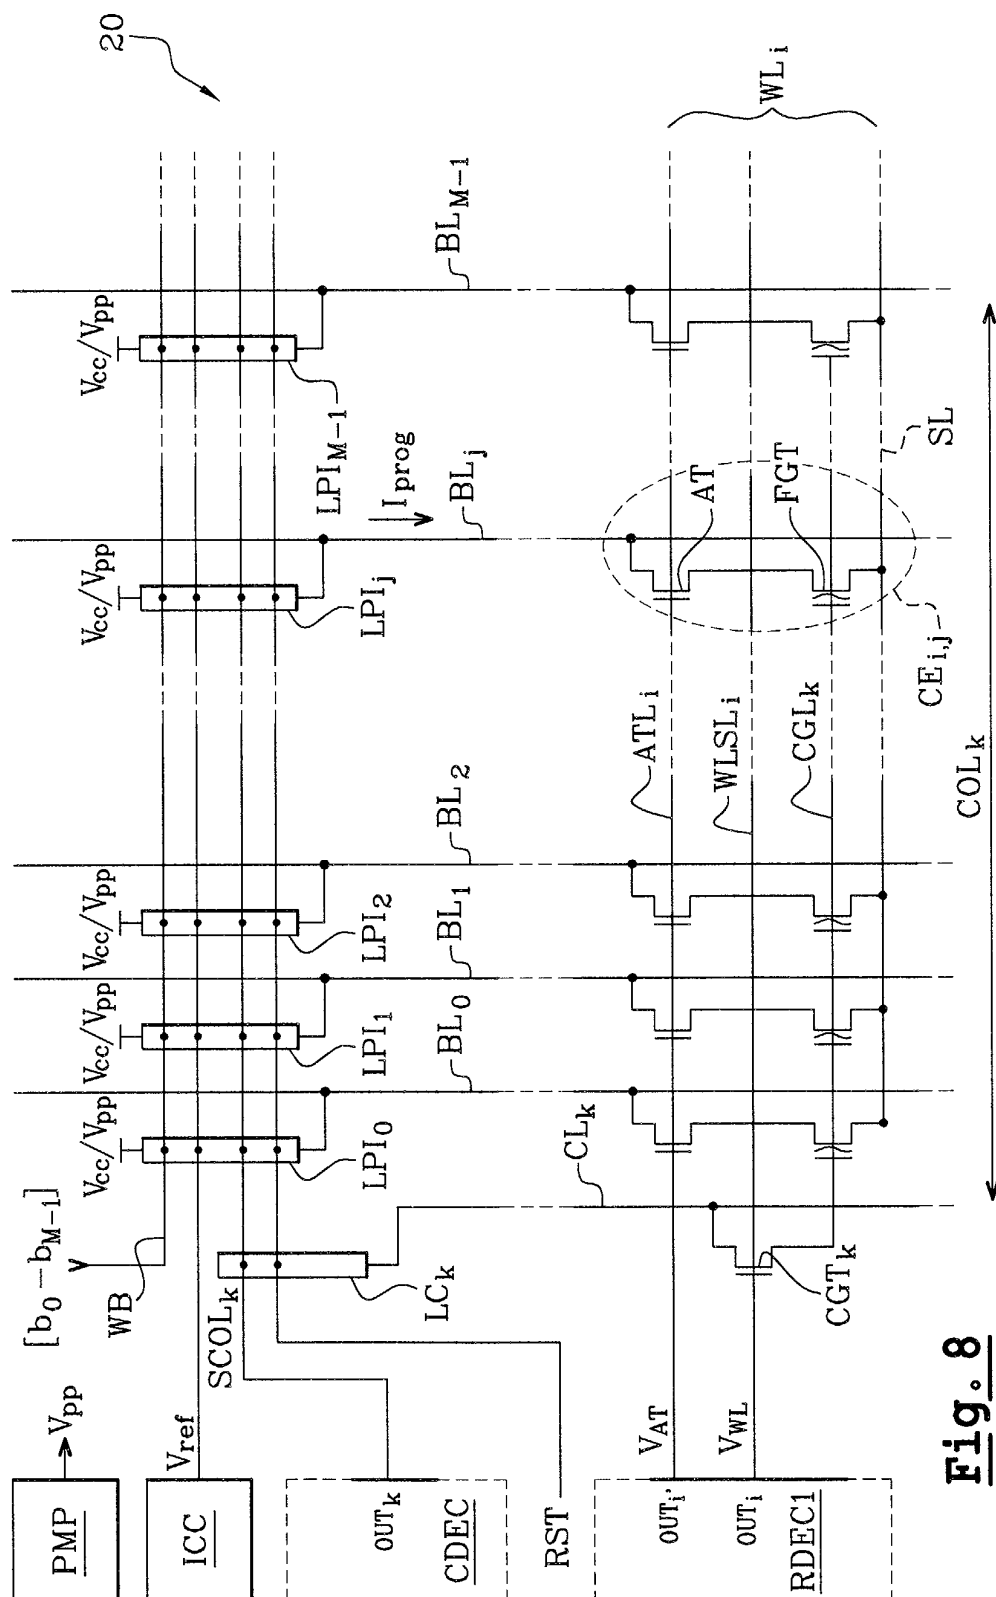 20
PMP
Vpp
ICC
Vref
OUTk
CDEC
RST
OUTi'
OUTi
RDEC1
VAT
VWL
[b0 – bM-1]
WB
SCOLk
LCk
CLk
CGTk
Vcc/Vpp
LPI0
BL0
Vcc/Vpp
LPI1
BL1
Vcc/Vpp
LPI2
BL2
Vcc/Vpp
LPIj
Iprog
BLj
Vcc/Vpp
LPIM-1
BLM-1
ATLi
WLSLi
CGLk
AT
FGT
CEi,j
SL
WLi
COLk
Fig. 8